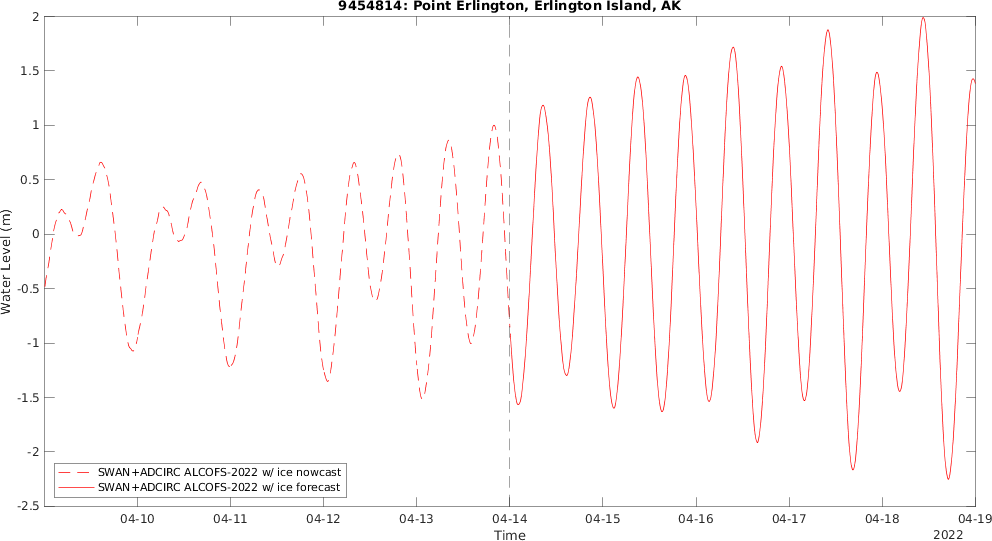 9454814: Point Erlington, Erlington Island, AK
Water Level (m)
2
1.5
1
0.5
0
-0.5
-1
-1.5
-2
-2.5
SWAN+ADCIRC ALCOFS-2022 w/ ice nowcast
SWAN+ADCIRC ALCOFS-2022 w/ ice forecast
04-10 04-11 04-12 04-13 04-14 04-15 04-16 04-17 04-18 04-19
Time 2022